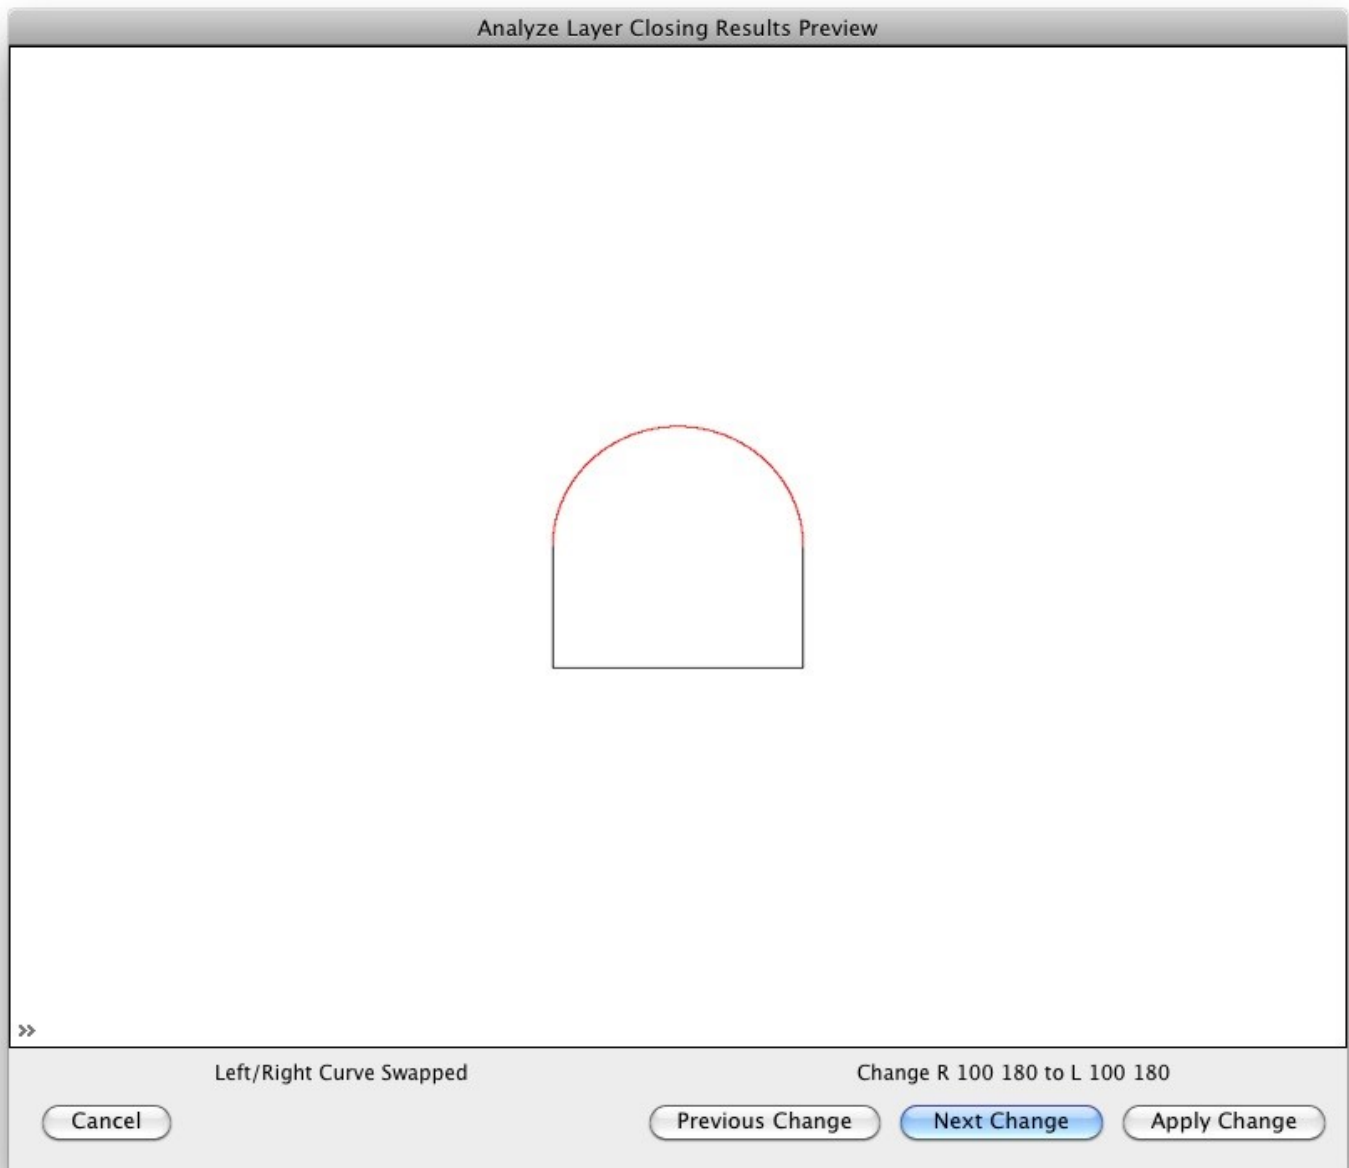 Analyze Layer Closing Results Preview
»
Left/Right Curve Swapped
Change R 100 180 to L 100 180
Cancel
Previous Change
Next Change
Apply Change